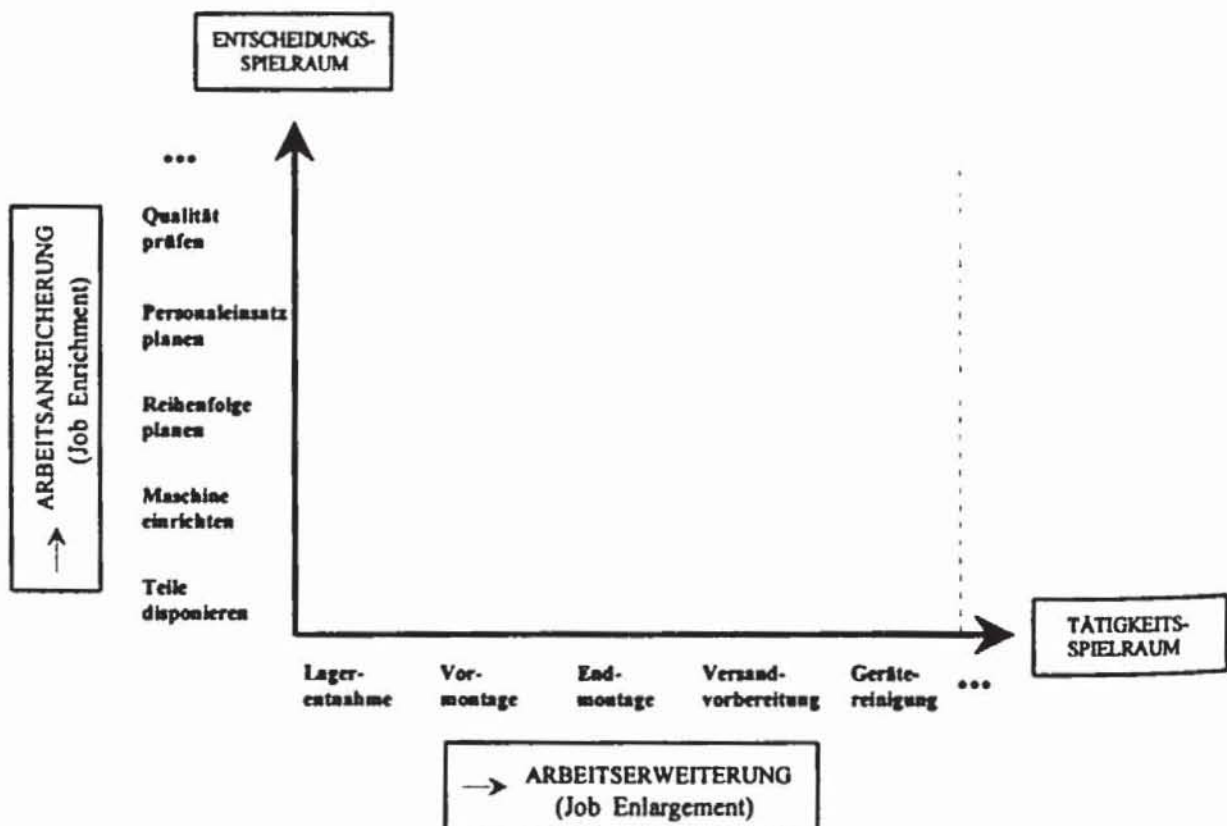 ENTSCHEIDUNGS-
SPIELRAUM
...
Qualität
prüfen
Personaleinsatz
planen
Reihenfolge
planen
Maschine
einrichten
Teile
disponieren
→ ARBEITSANREICHERUNG
(Job Enrichment)
TÄTIGKEITS-
SPIELRAUM
Lager-
entnahme
Vor-
montage
End-
montage
Versand-
vorbereitung
Geräte-
reinigung
...
→ ARBEITSERWEITERUNG
(Job Enlargement)